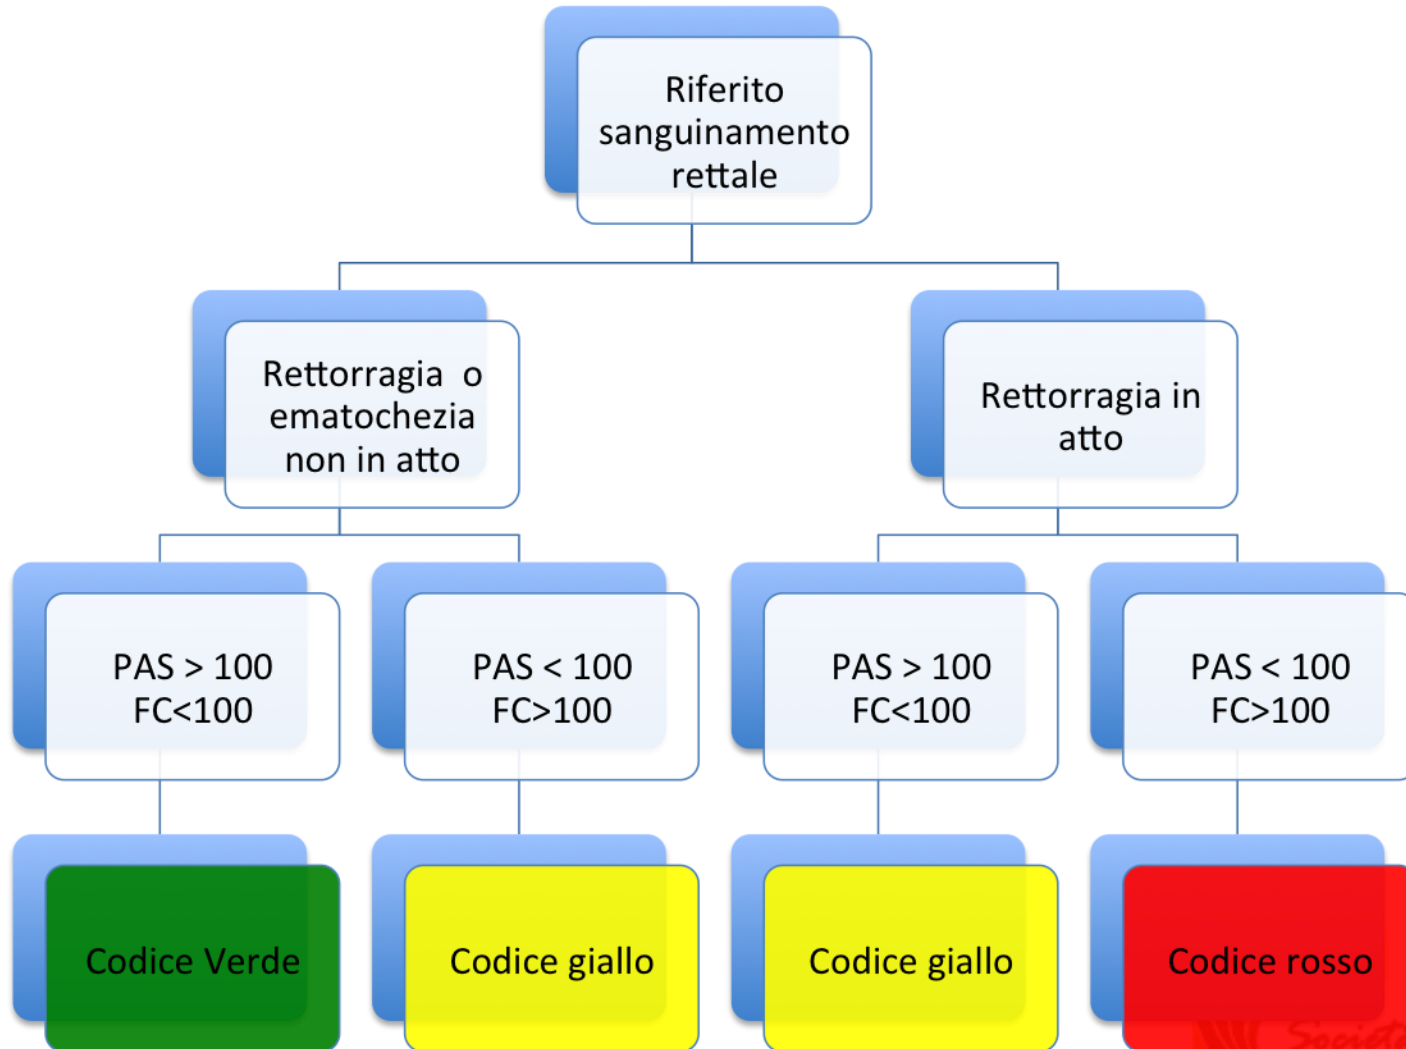 Riferito
sanguinamento
rettale
Rettorragia o
ematochezia
non in atto
Rettorragia in
atto
PAS > 100
FC<100
PAS < 100
FC>100
PAS > 100
FC<100
PAS < 100
FC>100
Codice Verde
Codice giallo
Codice giallo
Codice rosso